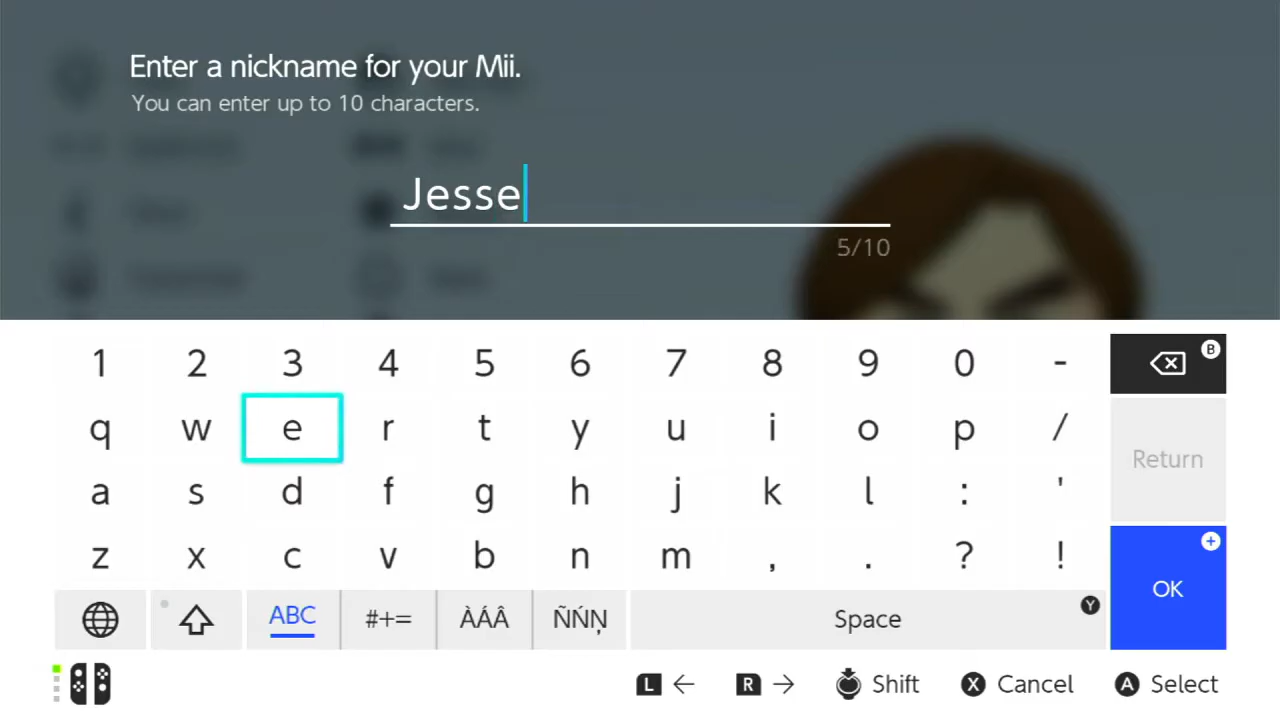 Enter a nickname for your Mii.
You can enter up to 10 characters.
Jesse
5/10
1 2 3 4 5 6 7 8 9 0 -
B
q w e r t y u i o p /
Return
a s d f g h j k l : '
z x c v b n m , . ? !
+
OK
ABC #+= ÀÁÂ ÑŃŅ Space Y
L ← R → Shift X Cancel A Select